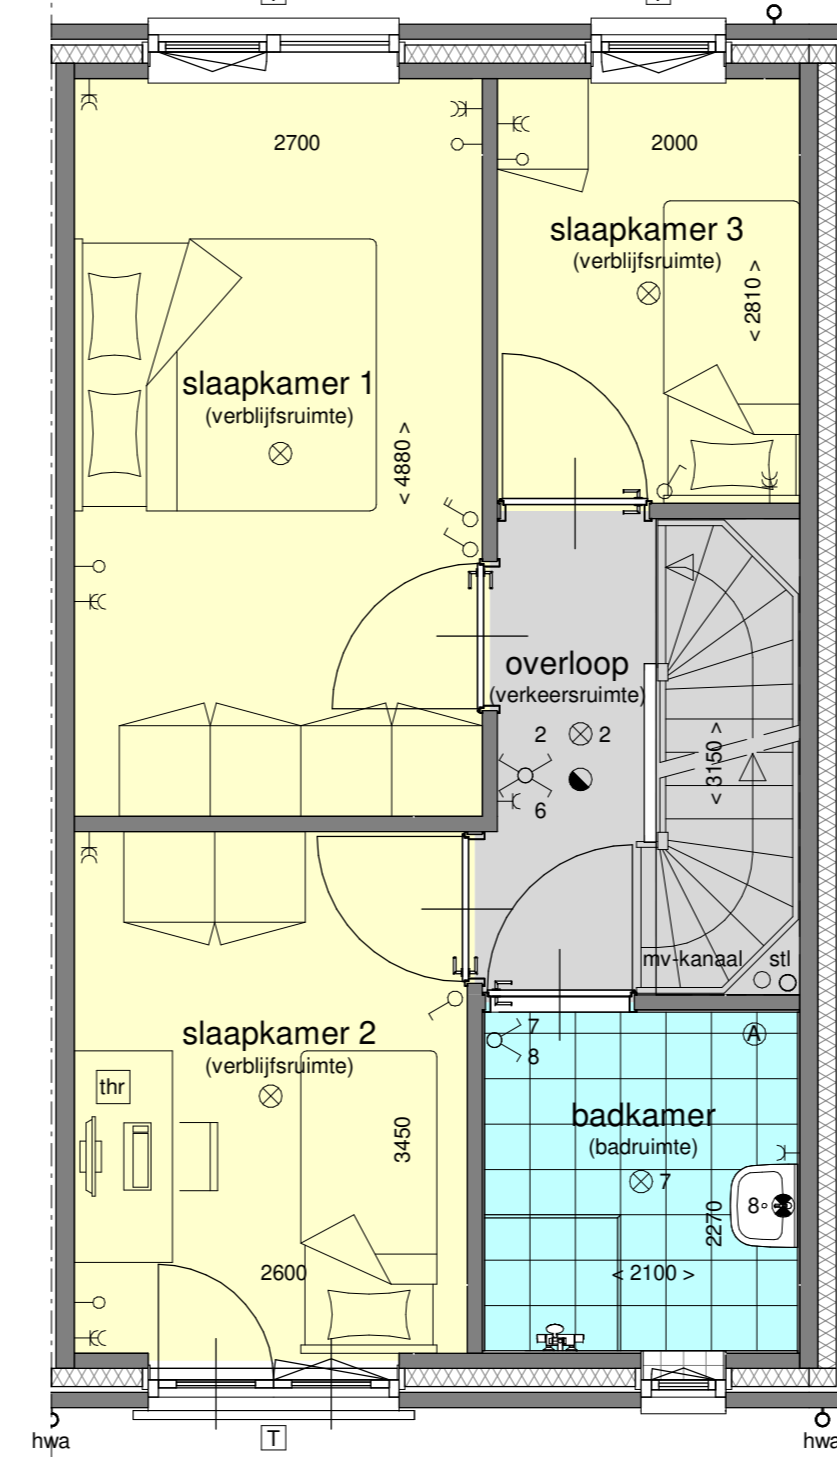 2700
2000
slaapkamer 3
(verblijfsruimte)
< 2810 >
slaapkamer 1
(verblijfsruimte)
< 4880 >
overloop
(verkeersruimte)
2
2
6
< 3150 >
mv-kanaal
stl
slaapkamer 2
(verblijfsruimte)
thr
3450
2600
7
8
A
badkamer
(badruimte)
7
8
2270
< 2100 >
hwa
T
hwa